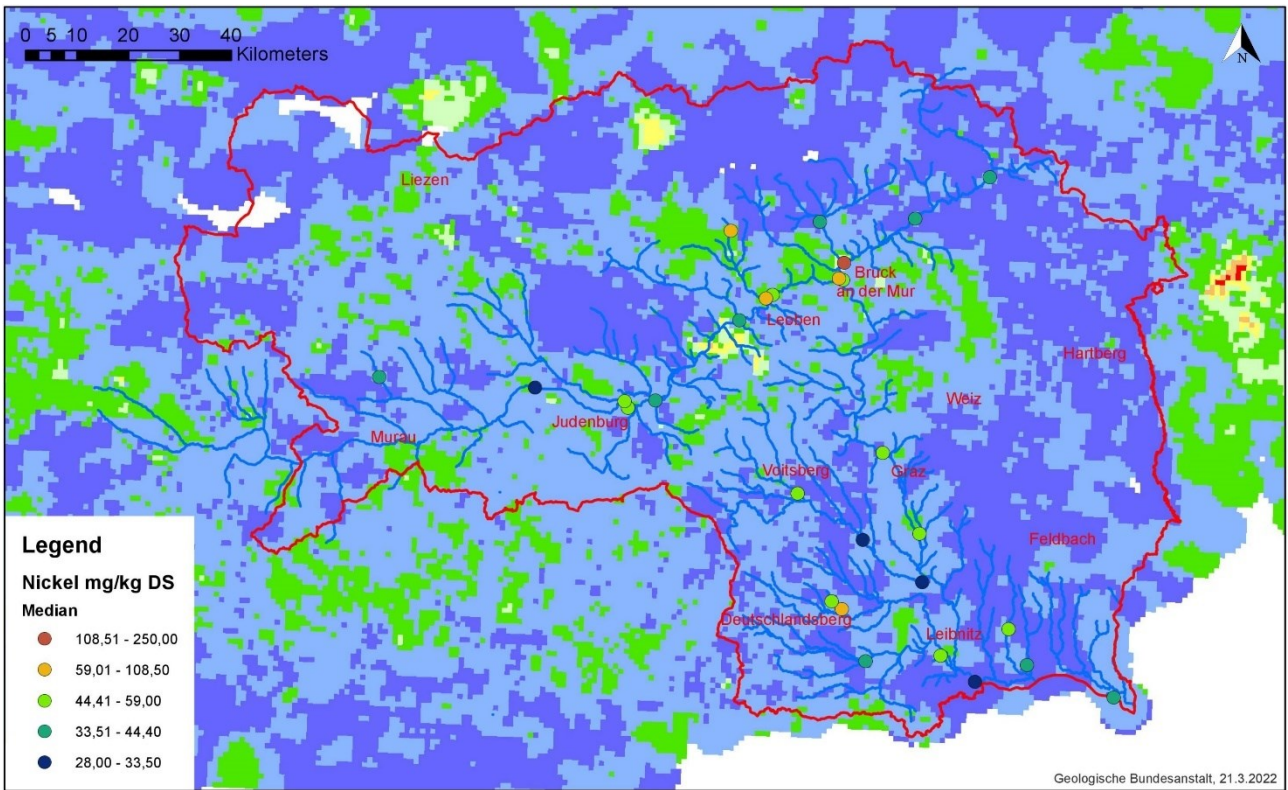 0 5 10 20 30 40
Kilometers
N
Liezen
Bruck
an der Mur
Leoben
Hartberg
Weiz
Judenburg
Murau
Voitsberg
Graz
Feldbach
Deutschlandsberg
Leibnitz
Legend
Nickel mg/kg DS
Median
108,51 - 250,00
59,01 - 108,50
44,41 - 59,00
33,51 - 44,40
28,00 - 33,50
Geologische Bundesanstalt, 21.3.2022